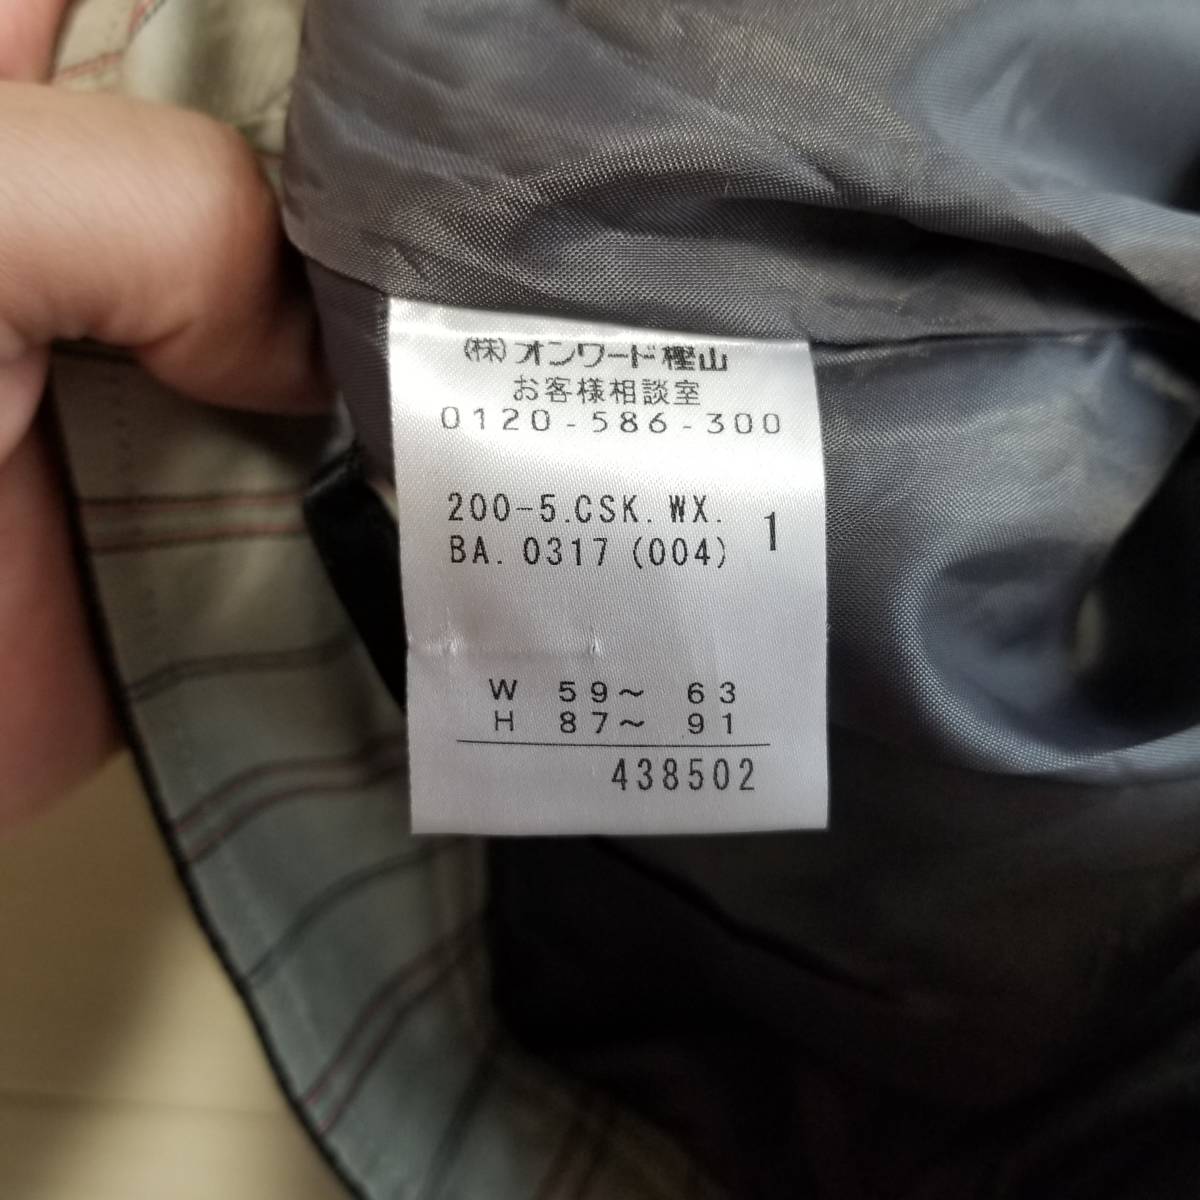 (株)オンワード樫山
お客様相談室
0120-586-300
200-5.CSK.WX.
BA.0317(004) 1
W 59～ 63
H 87～ 91
438502